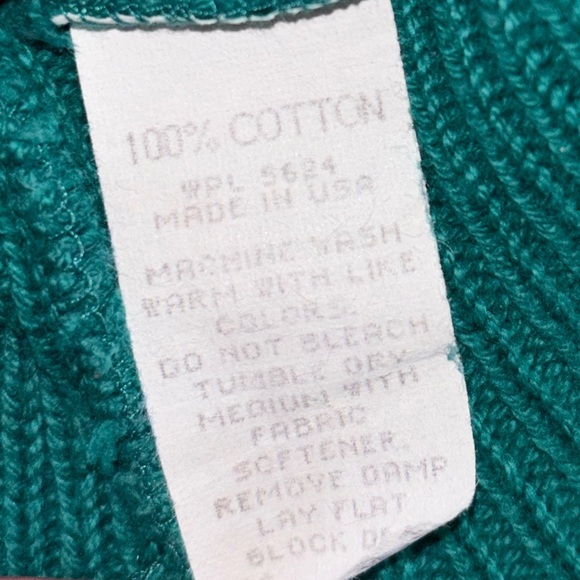 100% COTTON
WPL 5624
MADE IN USA
MACHINE WASH
WARM WITH LIKE
COLORS.
DO NOT BLEACH
TUMBLE DRY
MEDIUM WITH
FABRIC
SOFTENER.
REMOVE DAMP
LAY FLAT
BLOCK